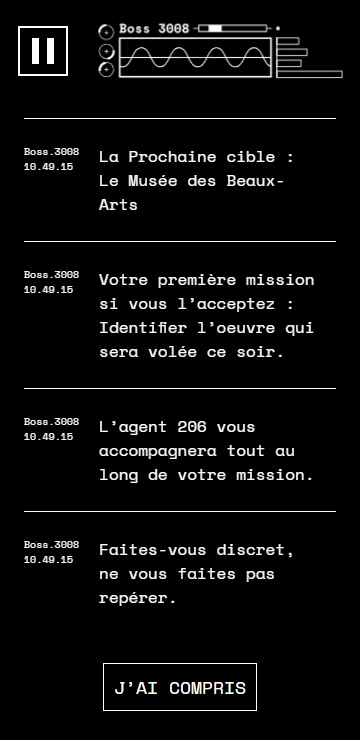 Boss 3008
Boss.3008
10.49.15
La Prochaine cible :
Le Musée des Beaux-
Arts
Boss.3008
10.49.15
Votre première mission
si vous l'acceptez :
Identifier l'oeuvre qui
sera volée ce soir.
Boss.3008
10.49.15
L'agent 206 vous
accompagnera tout au
long de votre mission.
Boss.3008
10.49.15
Faites-vous discret,
ne vous faites pas
repérer.
J'AI COMPRIS